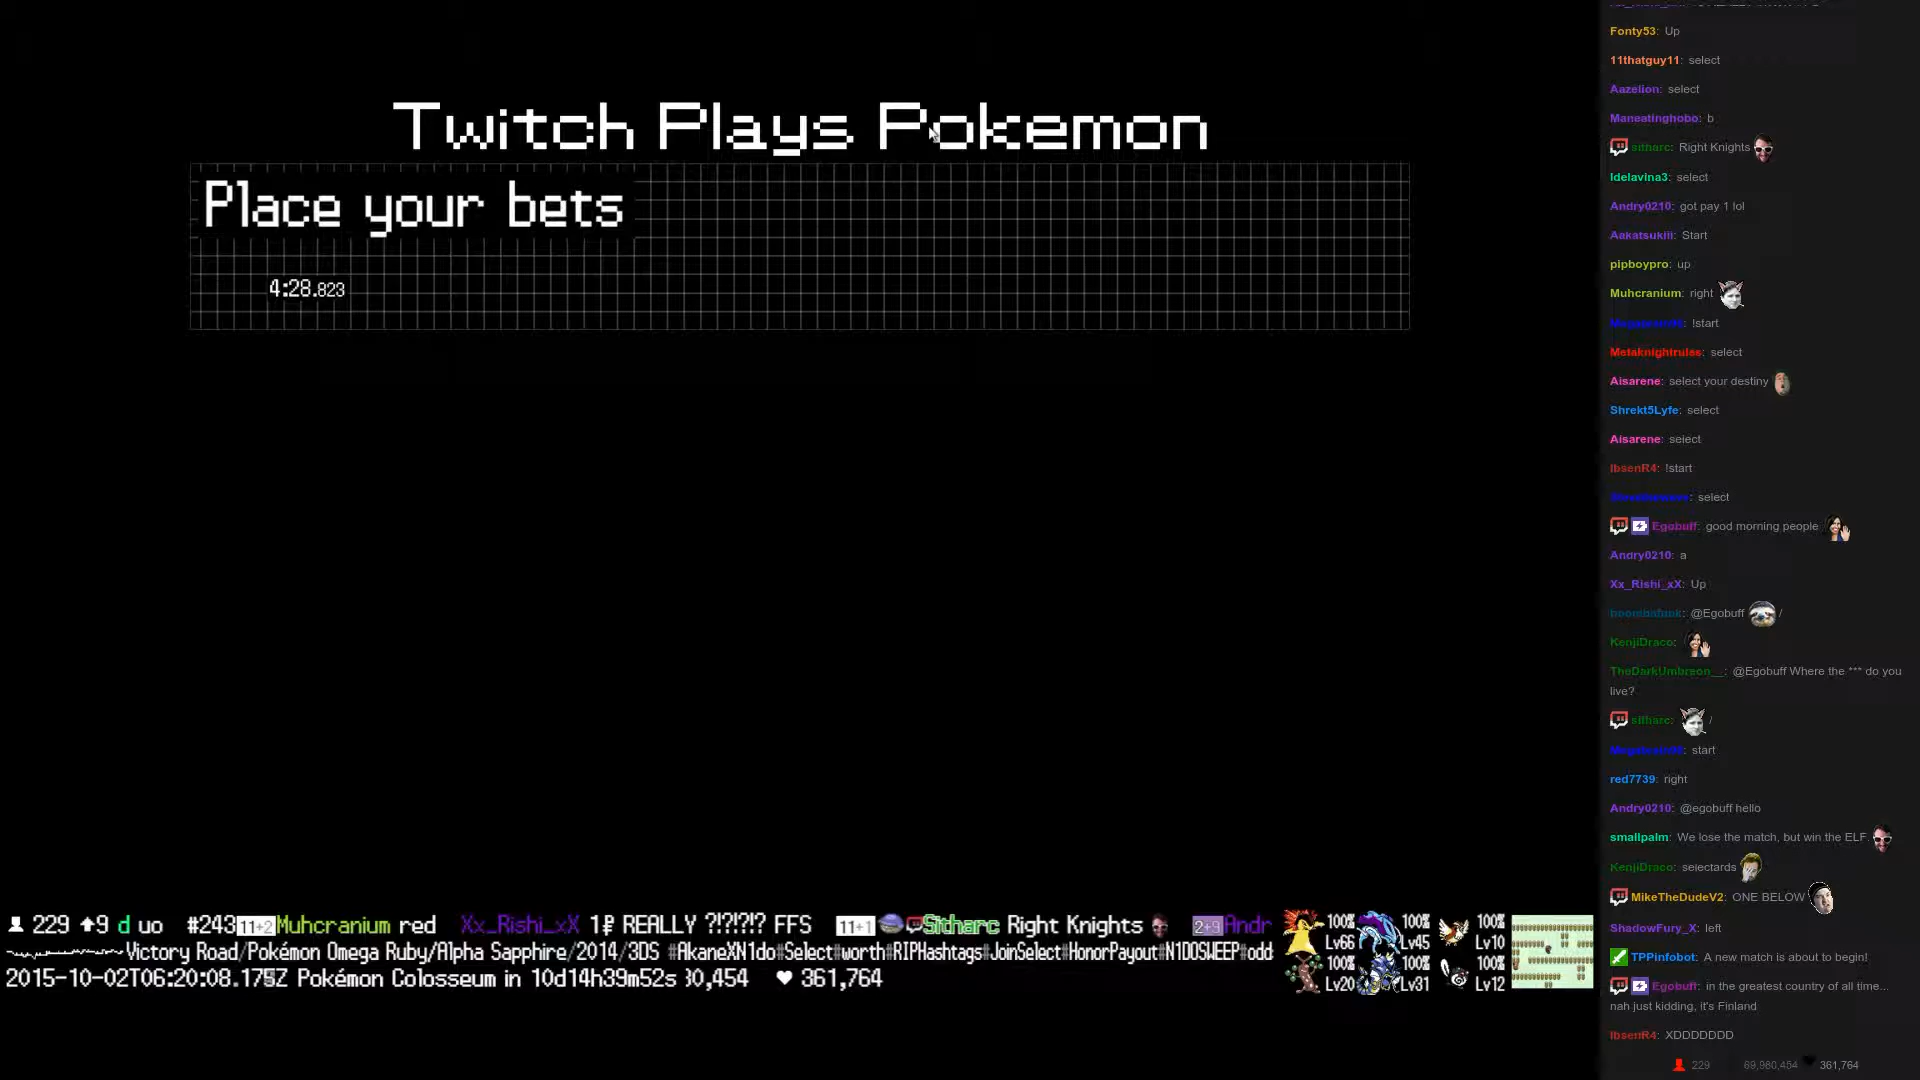 Twitch Plays Pokemon
Place your bets
4:28.823
Fonty53: Up
11thatguy11: select
Aazelion: select
Maneatinghobo: b
sitharc: Right Knights
Idelavina3: select
Andry0210: got pay 1 lol
Aakatsukiii: Start
pipboypro: up
Muhcranium: right
!start
Metaknightrules: select
Aisarene: select your destiny
Shrekt5Lyfe: select
Aisarene: select
IbsenR4: !start
select
Egobuff: good morning people
Andry0210: a
Xx_Rishi_xX: Up
boombafunk: @Egobuff /
KenjiDraco:
TheDarkUmbreon__: @Egobuff Where the *** do you
live?
sitharc: /
start
red7739: right
Andry0210: @egobuff hello
smallpalm: We lose the match, but win the ELF
KenjiDraco: selectards
MikeTheDudeV2: ONE BELOW
ShadowFury_X: left
TPPinfobot: A new match is about to begin!
Egobuff: in the greatest country of all time...
nah just kidding, it's Finland
IbsenR4: XDDDDDDD
229 69,980,454 361,764
229 9 d uo #243 11+2 Muhcranium red Xx_Rishi_xX 1₽ REALLY ?!?!?!? FFS 11+1 Sitharc Right Knights 2+9 Andr
Victory Road/Pokémon Omega Ruby/Alpha Sapphire/2014/3DS #AkaneXN1do#Select#worth#RIPHashtags#JoinSelect#HonorPayout#N1DOSWEEP#odd
Pokémon Colosseum in 10d14h39m52s 30,454 361,764
100% Lv66 100% Lv45 100% Lv10
100% Lv20 100% Lv31 100% Lv12